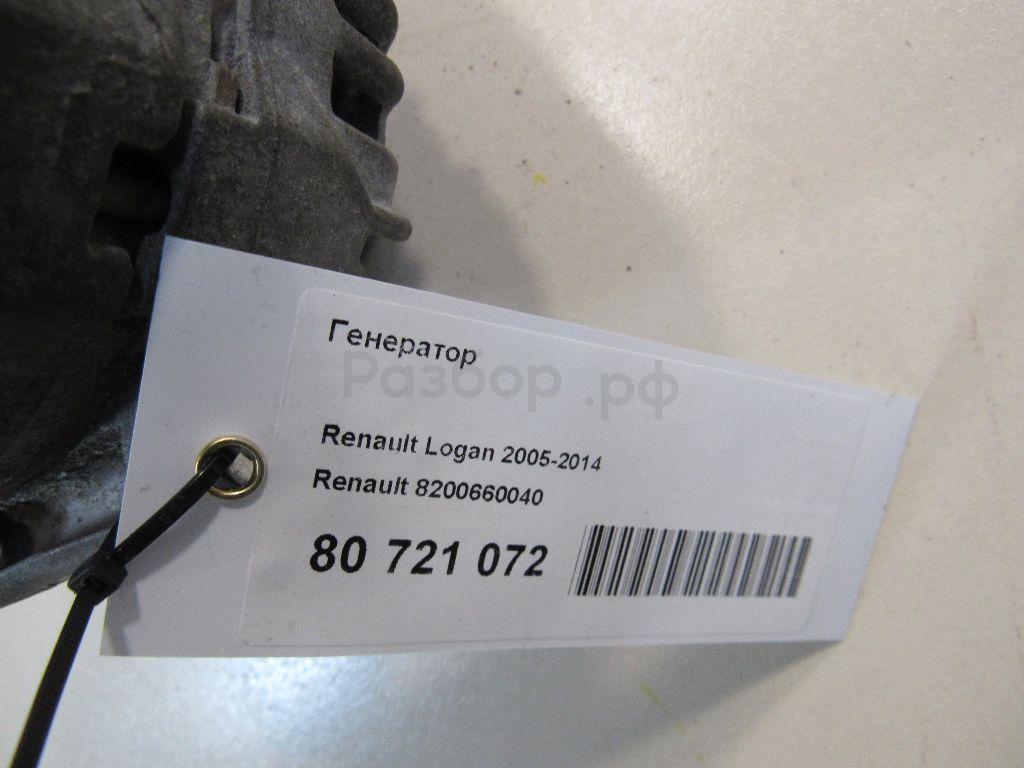 Генератор
Разбор.рф
Renault Logan 2005-2014
Renault 8200660040
80 721 072